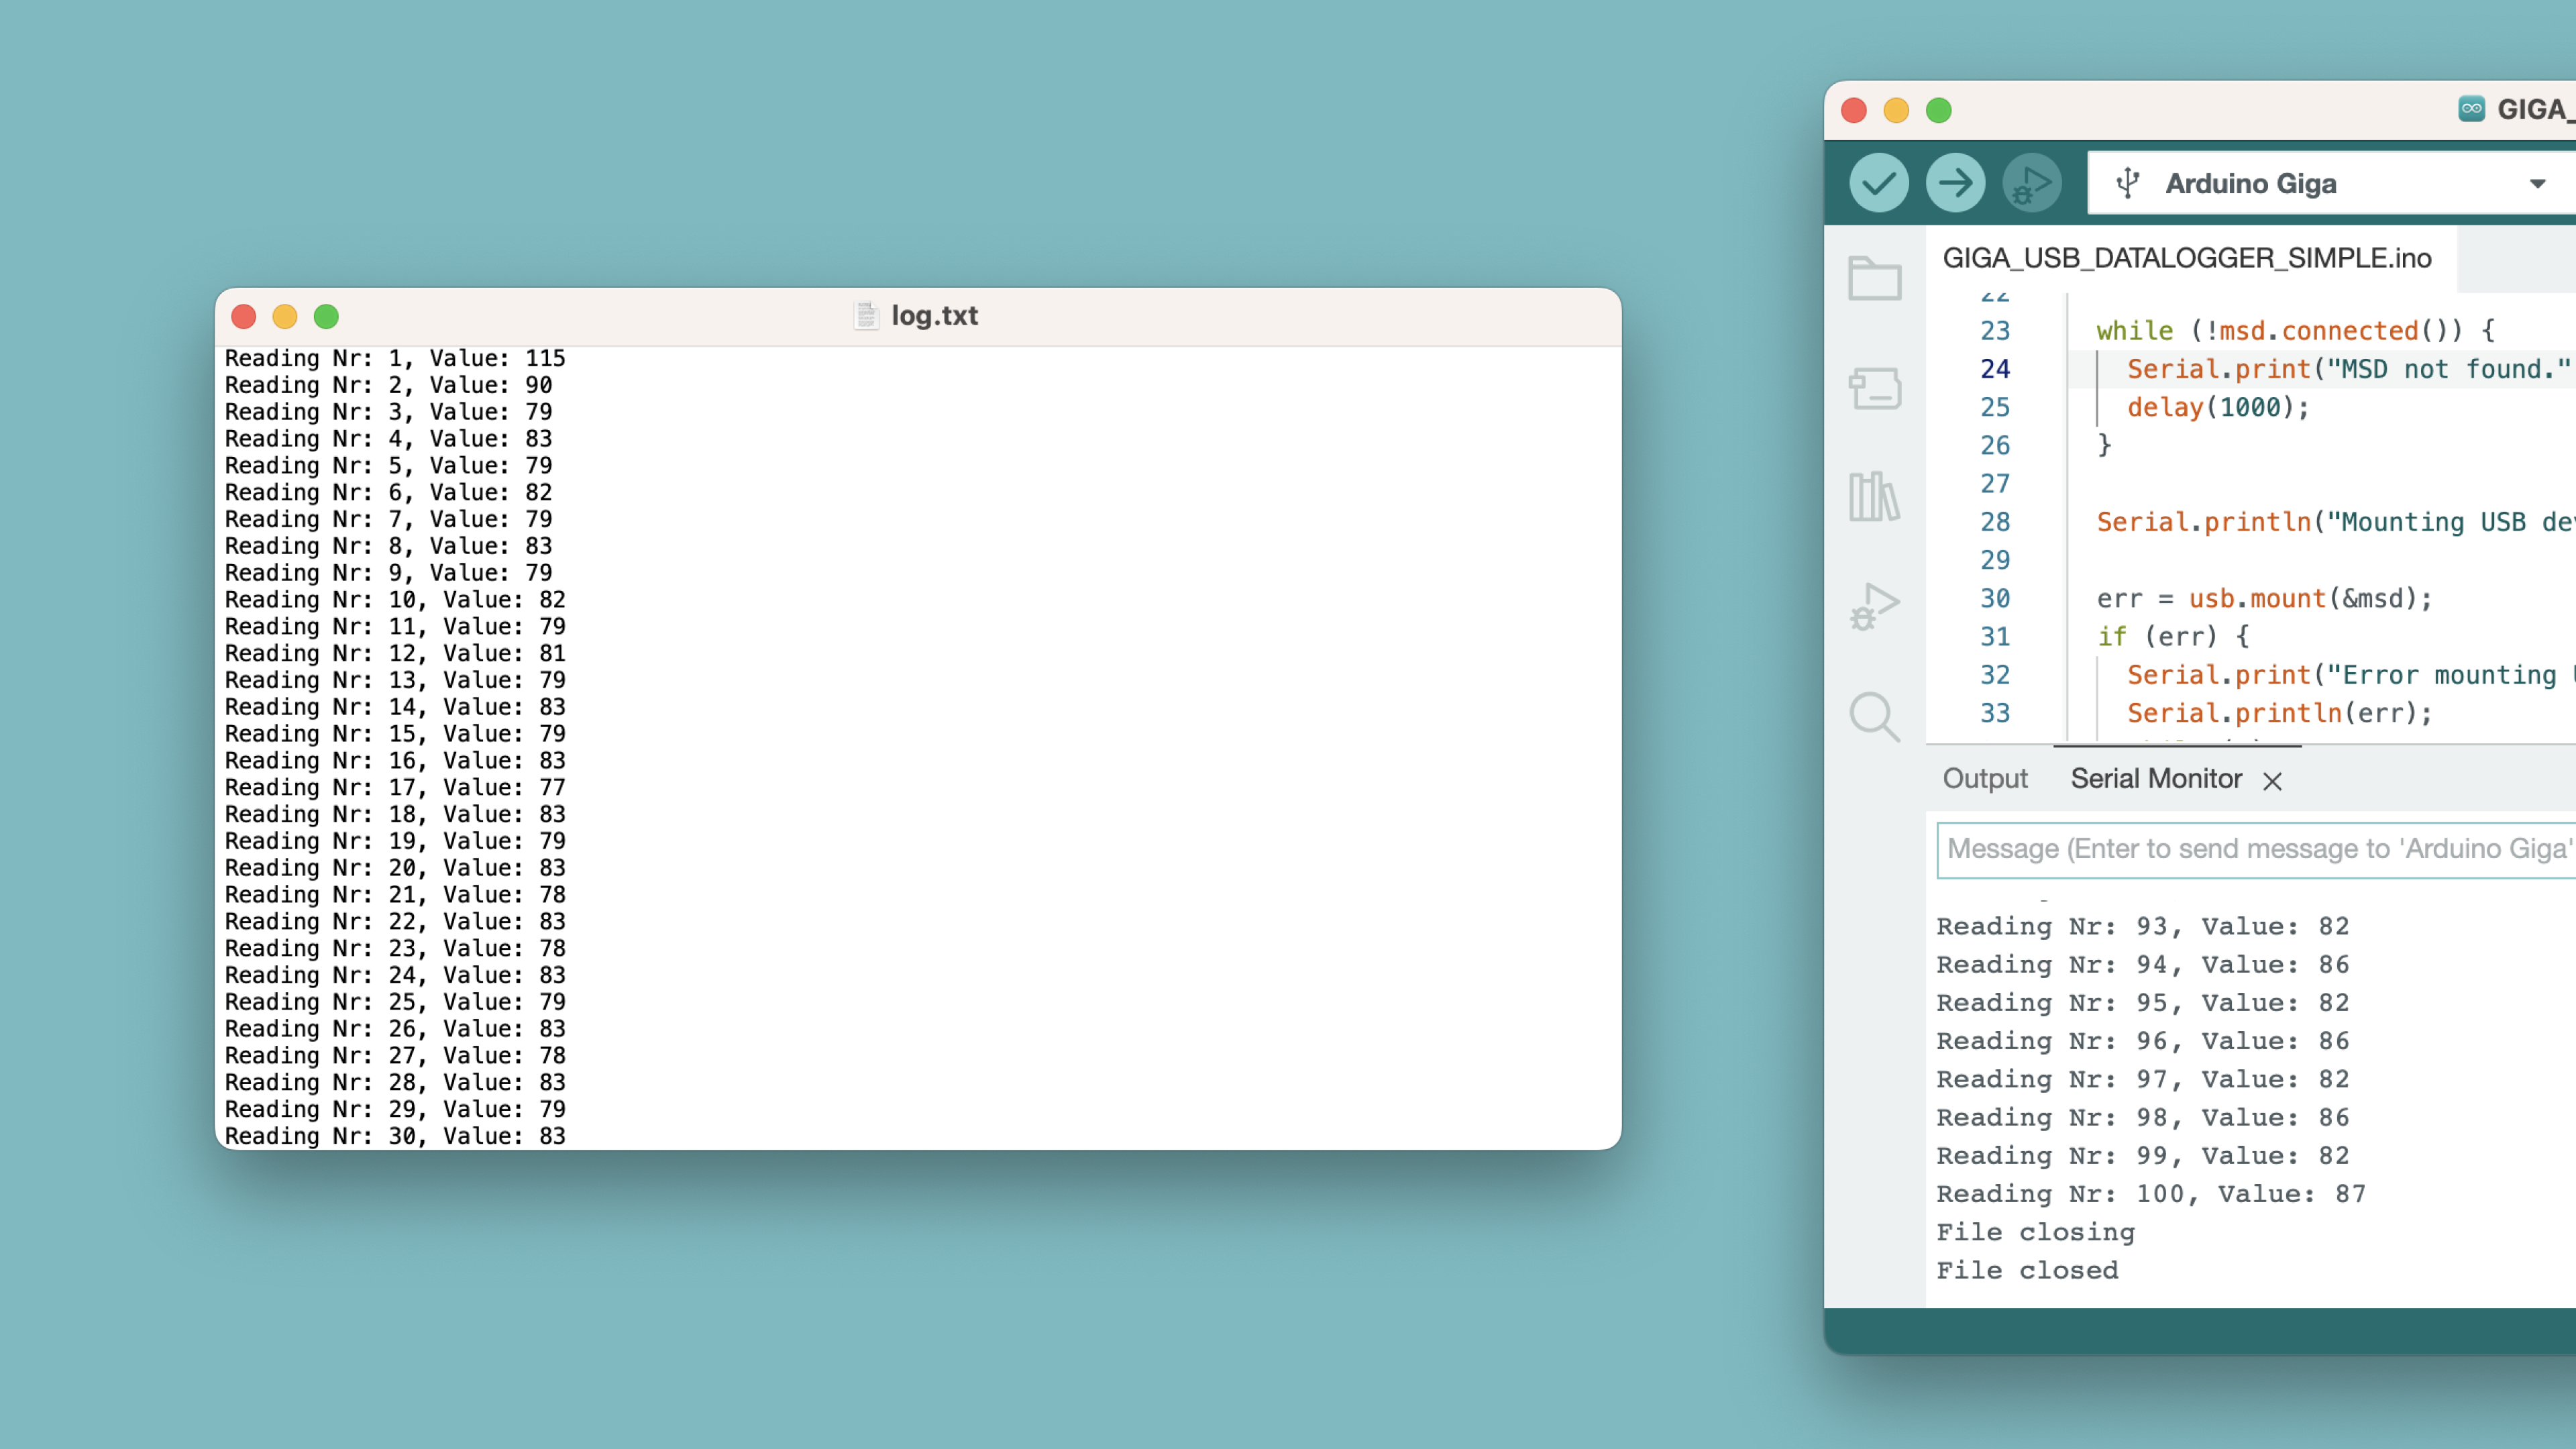 log.txt
Reading Nr: 1, Value: 115
Reading Nr: 2, Value: 90
Reading Nr: 3, Value: 79
Reading Nr: 4, Value: 83
Reading Nr: 5, Value: 79
Reading Nr: 6, Value: 82
Reading Nr: 7, Value: 79
Reading Nr: 8, Value: 83
Reading Nr: 9, Value: 79
Reading Nr: 10, Value: 82
Reading Nr: 11, Value: 79
Reading Nr: 12, Value: 81
Reading Nr: 13, Value: 79
Reading Nr: 14, Value: 83
Reading Nr: 15, Value: 79
Reading Nr: 16, Value: 83
Reading Nr: 17, Value: 77
Reading Nr: 18, Value: 83
Reading Nr: 19, Value: 79
Reading Nr: 20, Value: 83
Reading Nr: 21, Value: 78
Reading Nr: 22, Value: 83
Reading Nr: 23, Value: 78
Reading Nr: 24, Value: 83
Reading Nr: 25, Value: 79
Reading Nr: 26, Value: 83
Reading Nr: 27, Value: 78
Reading Nr: 28, Value: 83
Reading Nr: 29, Value: 79
Reading Nr: 30, Value: 83
GIGA_
Arduino Giga
GIGA_USB_DATALOGGER_SIMPLE.ino
22
23 while (!msd.connected()) {
24 Serial.print("MSD not found."
25 delay(1000);
26 }
27
28 Serial.println("Mounting USB de
29
30 err = usb.mount(&msd);
31 if (err) {
32 Serial.print("Error mounting
33 Serial.println(err);
Output Serial Monitor
Message (Enter to send message to 'Arduino Giga'
Reading Nr: 93, Value: 82
Reading Nr: 94, Value: 86
Reading Nr: 95, Value: 82
Reading Nr: 96, Value: 86
Reading Nr: 97, Value: 82
Reading Nr: 98, Value: 86
Reading Nr: 99, Value: 82
Reading Nr: 100, Value: 87
File closing
File closed